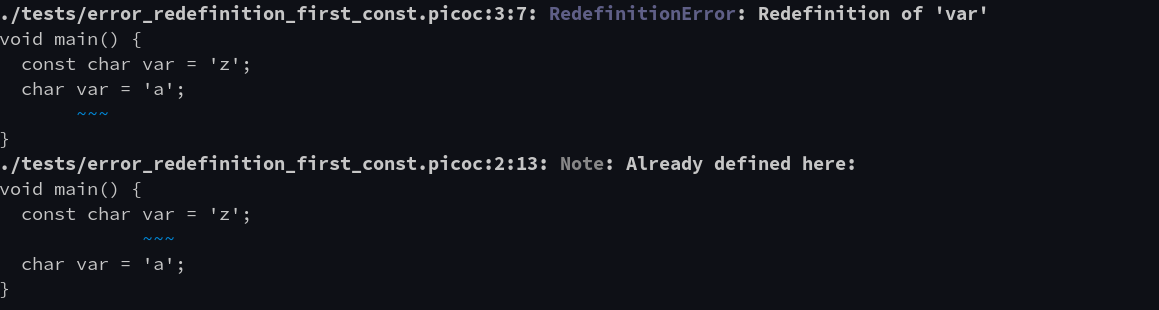 ./tests/error_redefinition_first_const.picoc:3:7: RedefinitionError: Redefinition of 'var'
void main() {
  const char var = 'z';
  char var = 'a';
       ~~~
}
./tests/error_redefinition_first_const.picoc:2:13: Note: Already defined here:
void main() {
  const char var = 'z';
             ~~~
  char var = 'a';
}